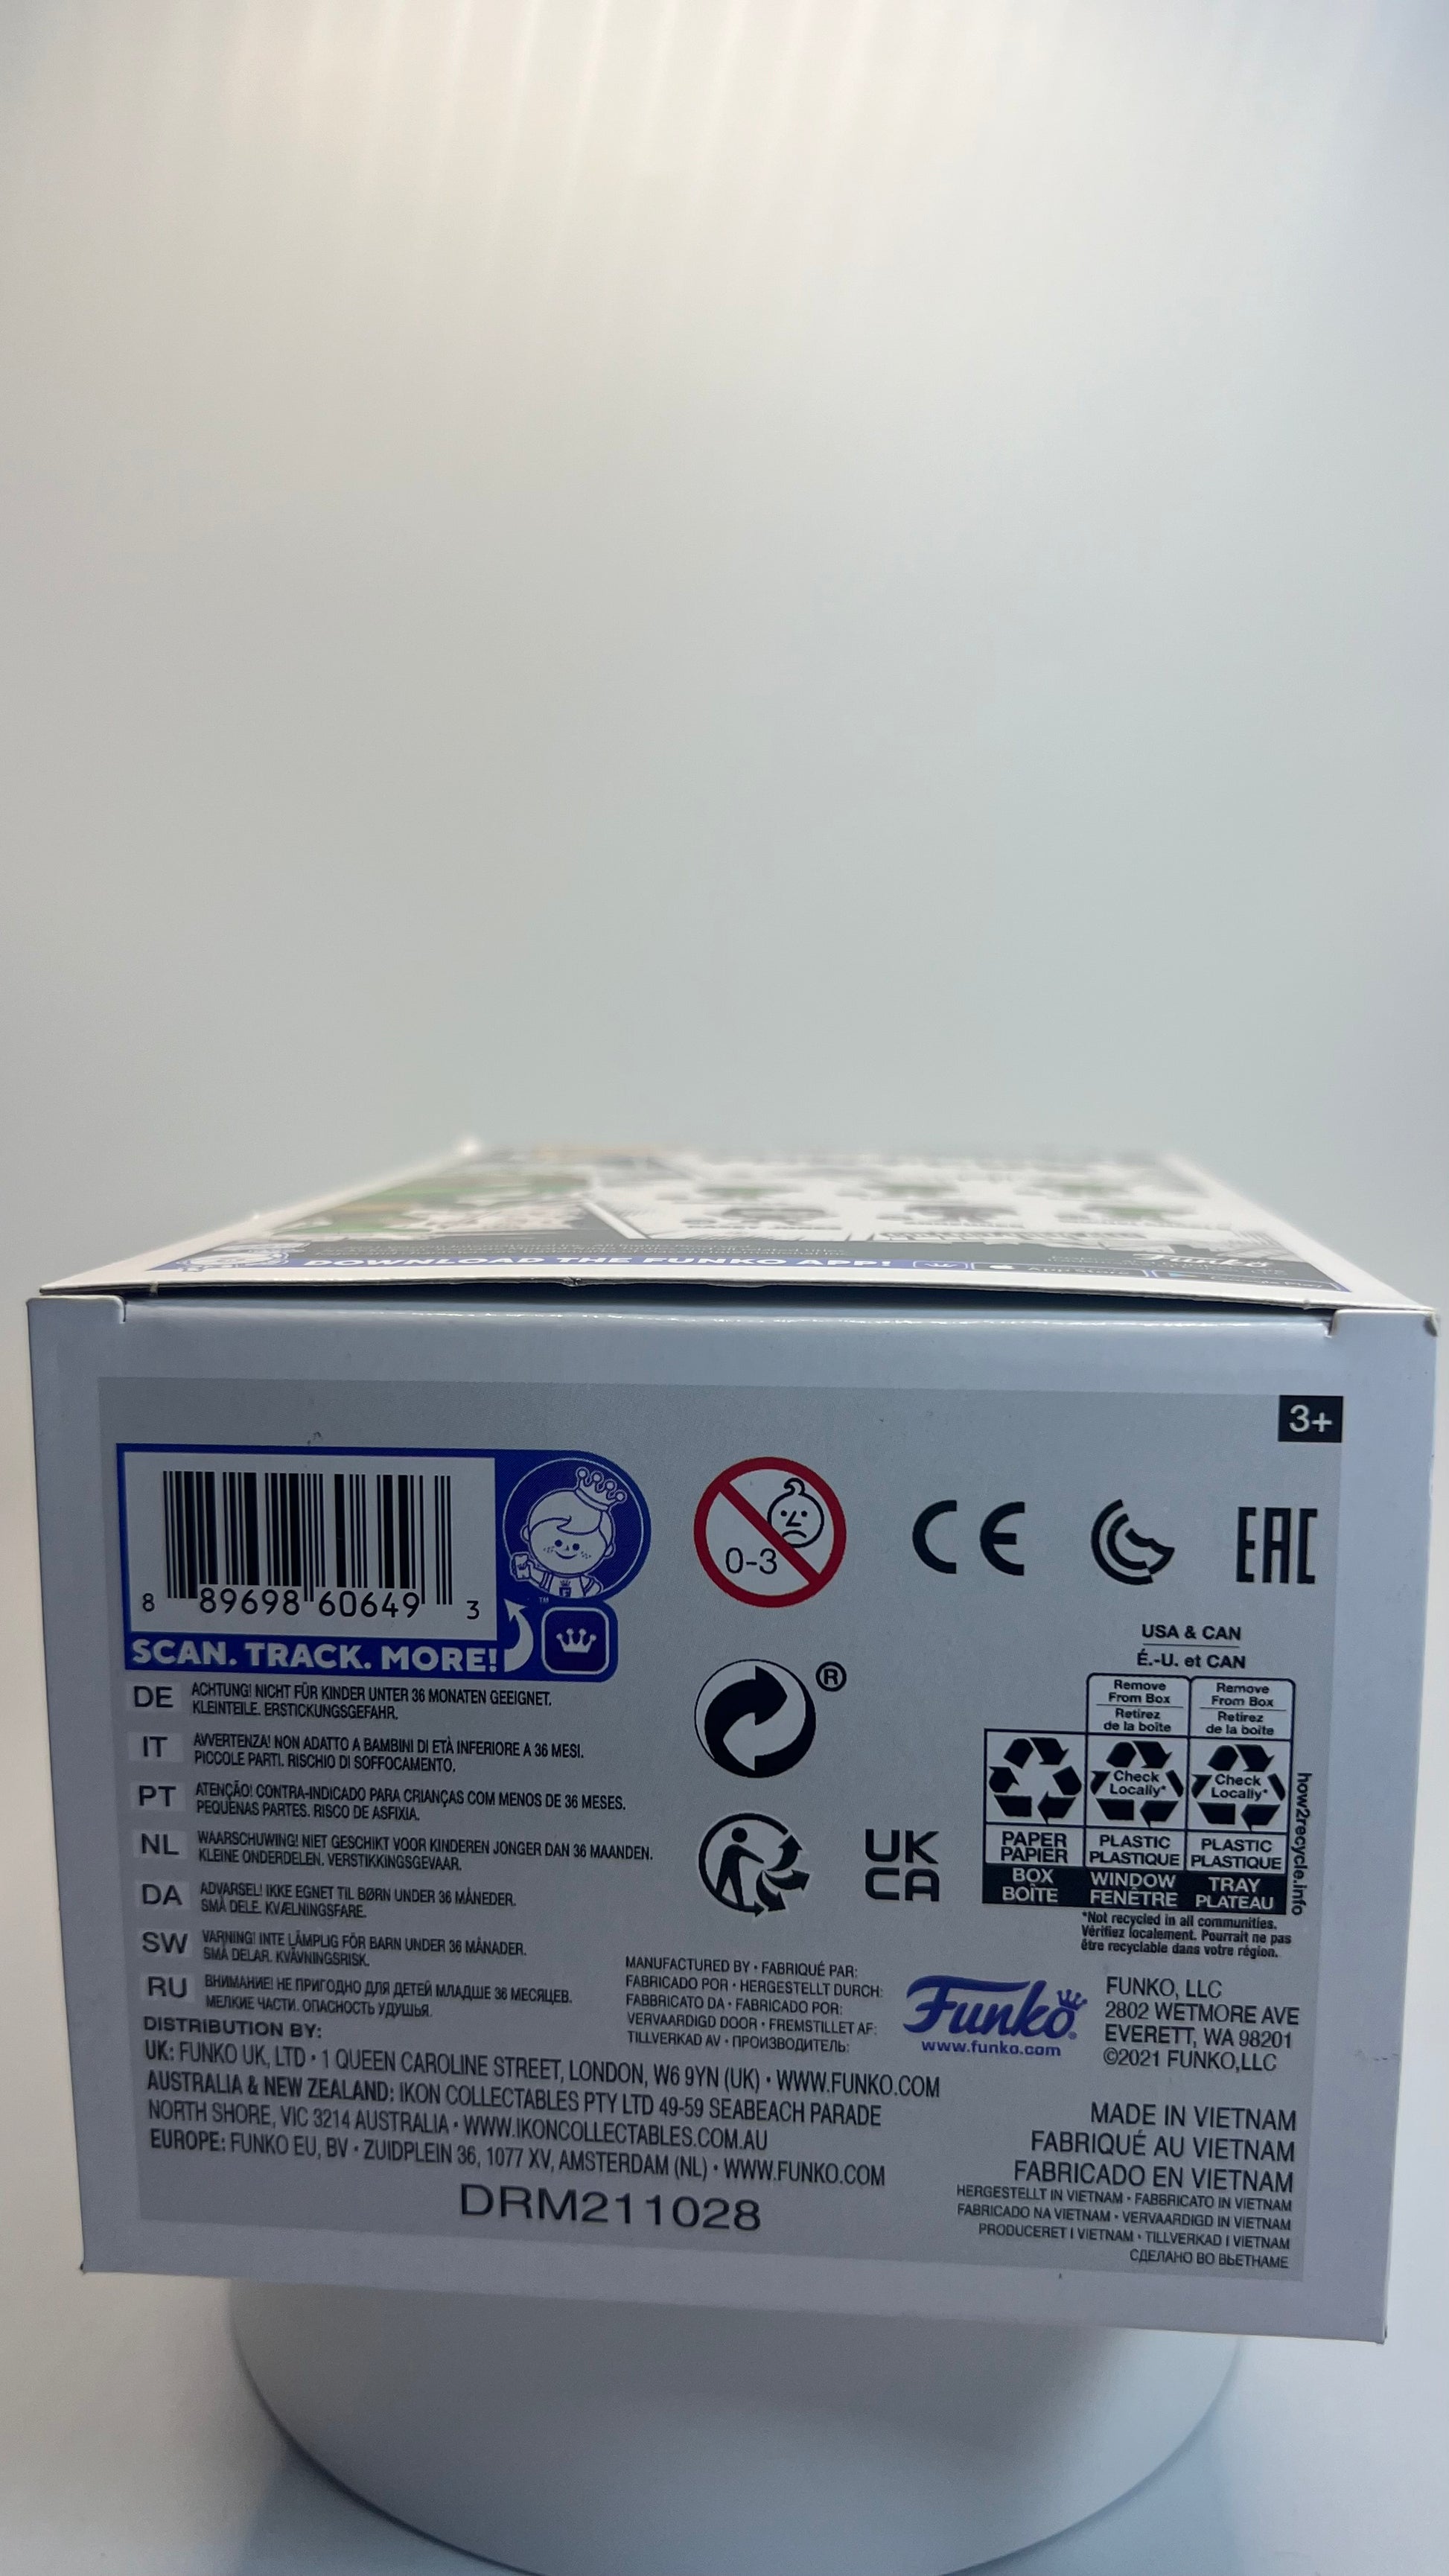 DOWNLOAD THE FUNKO APP!
Funko
3+
8 89698 60649 3
SCAN. TRACK. MORE!
TM
0-3
CE
EAC
®
UK
CA
USA & CAN
É.-U. et CAN
Remove
From Box
Retirez
de la boîte
Remove
From Box
Retirez
de la boîte
Check
Locally*
Check
Locally*
PAPER
PAPIER
PLASTIC
PLASTIQUE
PLASTIC
PLASTIQUE
BOX
BOÎTE
WINDOW
FENÊTRE
TRAY
PLATEAU
how2recycle.info
*Not recycled in all communities.
Vérifiez localement. Pourrait ne pas
être recyclable dans votre région.
DE ACHTUNG! NICHT FÜR KINDER UNTER 36 MONATEN GEEIGNET.
KLEINTEILE. ERSTICKUNGSGEFAHR.
IT AVVERTENZA! NON ADATTO A BAMBINI DI ETÀ INFERIORE A 36 MESI.
PICCOLE PARTI. RISCHIO DI SOFFOCAMENTO.
PT ATENÇÃO! CONTRA-INDICADO PARA CRIANÇAS COM MENOS DE 36 MESES.
PEQUENAS PARTES. RISCO DE ASFIXIA.
NL WAARSCHUWING! NIET GESCHIKT VOOR KINDEREN JONGER DAN 36 MAANDEN.
KLEINE ONDERDELEN. VERSTIKKINGSGEVAAR.
DA ADVARSEL! IKKE EGNET TIL BØRN UNDER 36 MÅNEDER.
SMÅ DELE. KVÆLNINGSFARE.
SW VARNING! INTE LÄMPLIG FÖR BARN UNDER 36 MÅNADER.
SMÅ DELAR. KVÄVNINGSRISK.
RU ВНИМАНИЕ! НЕ ПРИГОДНО ДЛЯ ДЕТЕЙ МЛАДШЕ 36 МЕСЯЦЕВ.
МЕЛКИЕ ЧАСТИ. ОПАСНОСТЬ УДУШЬЯ.
DISTRIBUTION BY:
UK: FUNKO UK, LTD • 1 QUEEN CAROLINE STREET, LONDON, W6 9YN (UK) • WWW.FUNKO.COM
AUSTRALIA & NEW ZEALAND: IKON COLLECTABLES PTY LTD 49-59 SEABEACH PARADE
NORTH SHORE, VIC 3214 AUSTRALIA • WWW.IKONCOLLECTABLES.COM.AU
EUROPE: FUNKO EU, BV • ZUIDPLEIN 36, 1077 XV, AMSTERDAM (NL) • WWW.FUNKO.COM
DRM211028
MANUFACTURED BY • FABRIQUÉ PAR:
FABRICADO POR • HERGESTELLT DURCH:
FABBRICATO DA • FABRICADO POR:
VERVAARDIGD DOOR • FREMSTILLET AF:
TILLVERKAD AV • ПРОИЗВОДИТЕЛЬ:
Funko®
www.funko.com
FUNKO, LLC
2802 WETMORE AVE
EVERETT, WA 98201
©2021 FUNKO,LLC
MADE IN VIETNAM
FABRIQUÉ AU VIETNAM
FABRICADO EN VIETNAM
HERGESTELLT IN VIETNAM • FABBRICATO IN VIETNAM
FABRICADO NA VIETNAM • VERVAARDIGD IN VIETNAM
PRODUCERET I VIETNAM • TILLVERKAD I VIETNAM
СДЕЛАНО ВО ВЬЕТНАМЕ